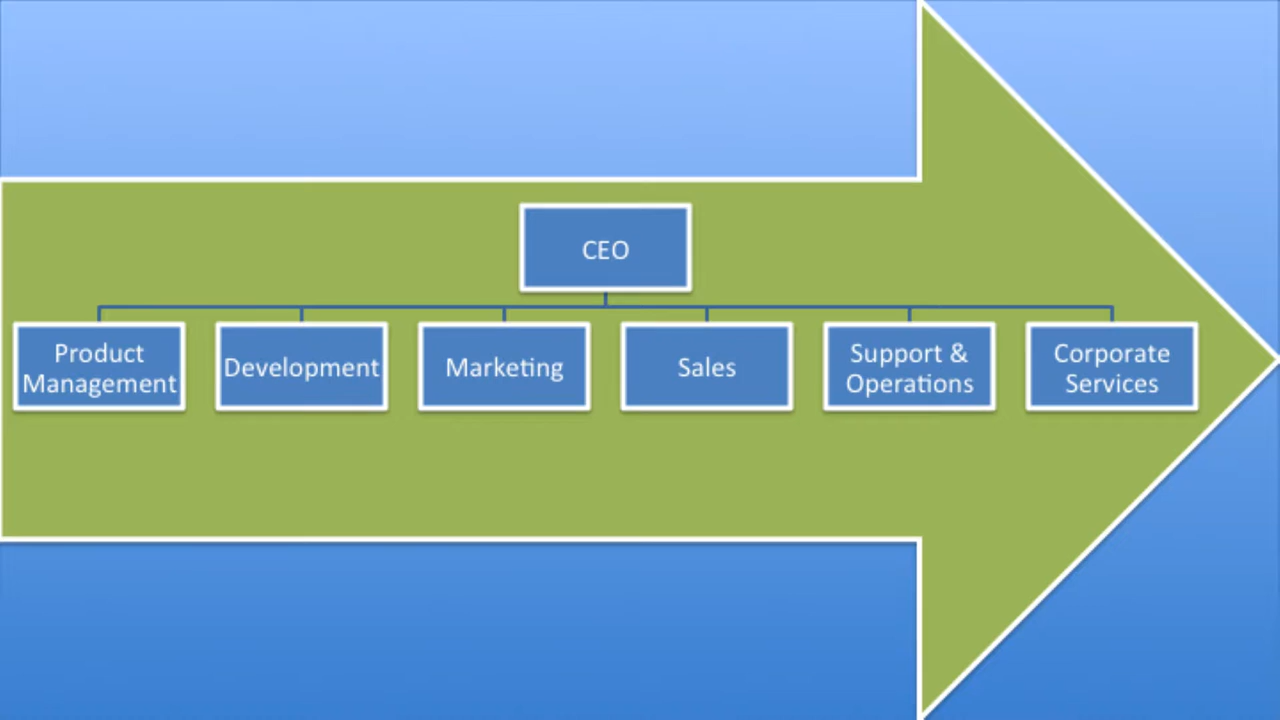 CEO
Product
Management
Development
Marketing
Sales
Support &
Operations
Corporate
Services